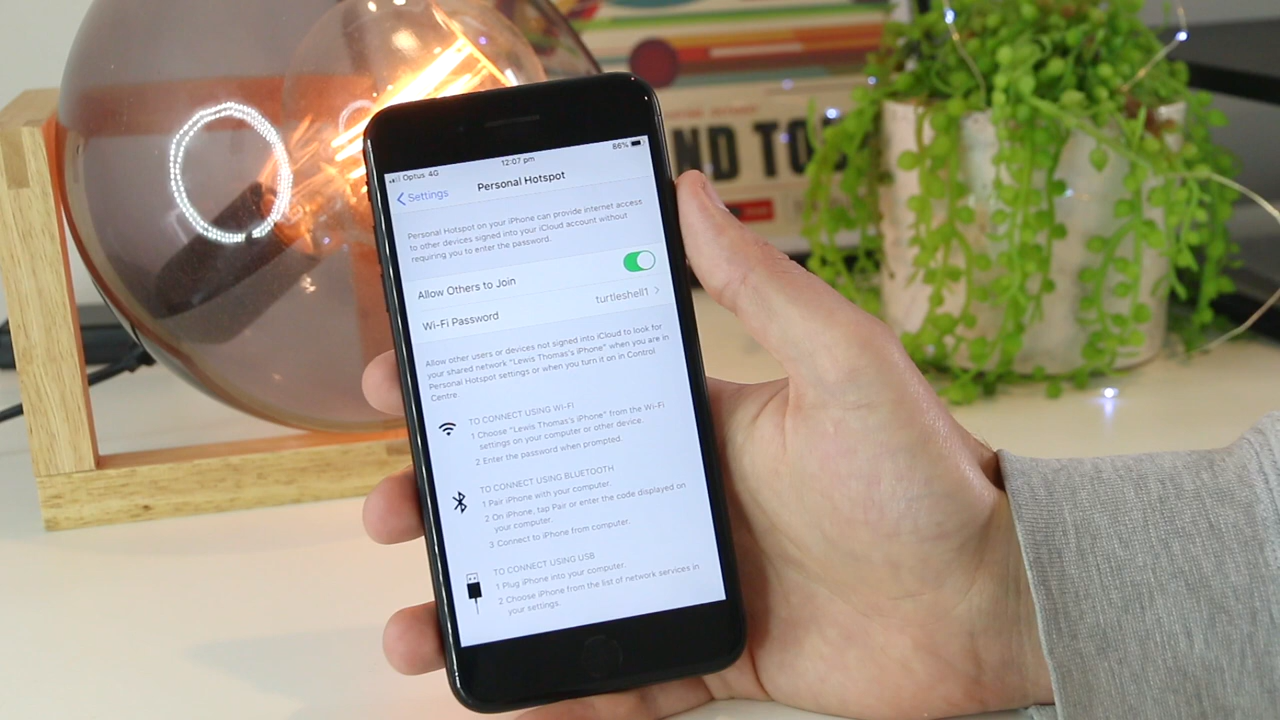 ND TO
Optus 4G 12:07 pm 86%
Settings Personal Hotspot
Personal Hotspot on your iPhone can provide internet access
to other devices signed into your iCloud account without
requiring you to enter the password.
Allow Others to Join
Wi-Fi Password turtleshell1
Allow other users or devices not signed into iCloud to look for
your shared network "Lewis Thomas's iPhone" when you are in
Personal Hotspot settings or when you turn it on in Control
Centre.
TO CONNECT USING WI-FI
1 Choose "Lewis Thomas's iPhone" from the Wi-Fi
settings on your computer or other device.
2 Enter the password when prompted.
TO CONNECT USING BLUETOOTH
1 Pair iPhone with your computer.
2 On iPhone, tap Pair or enter the code displayed on
your computer.
3 Connect to iPhone from computer.
TO CONNECT USING USB
1 Plug iPhone into your computer.
2 Choose iPhone from the list of network services in
your settings.